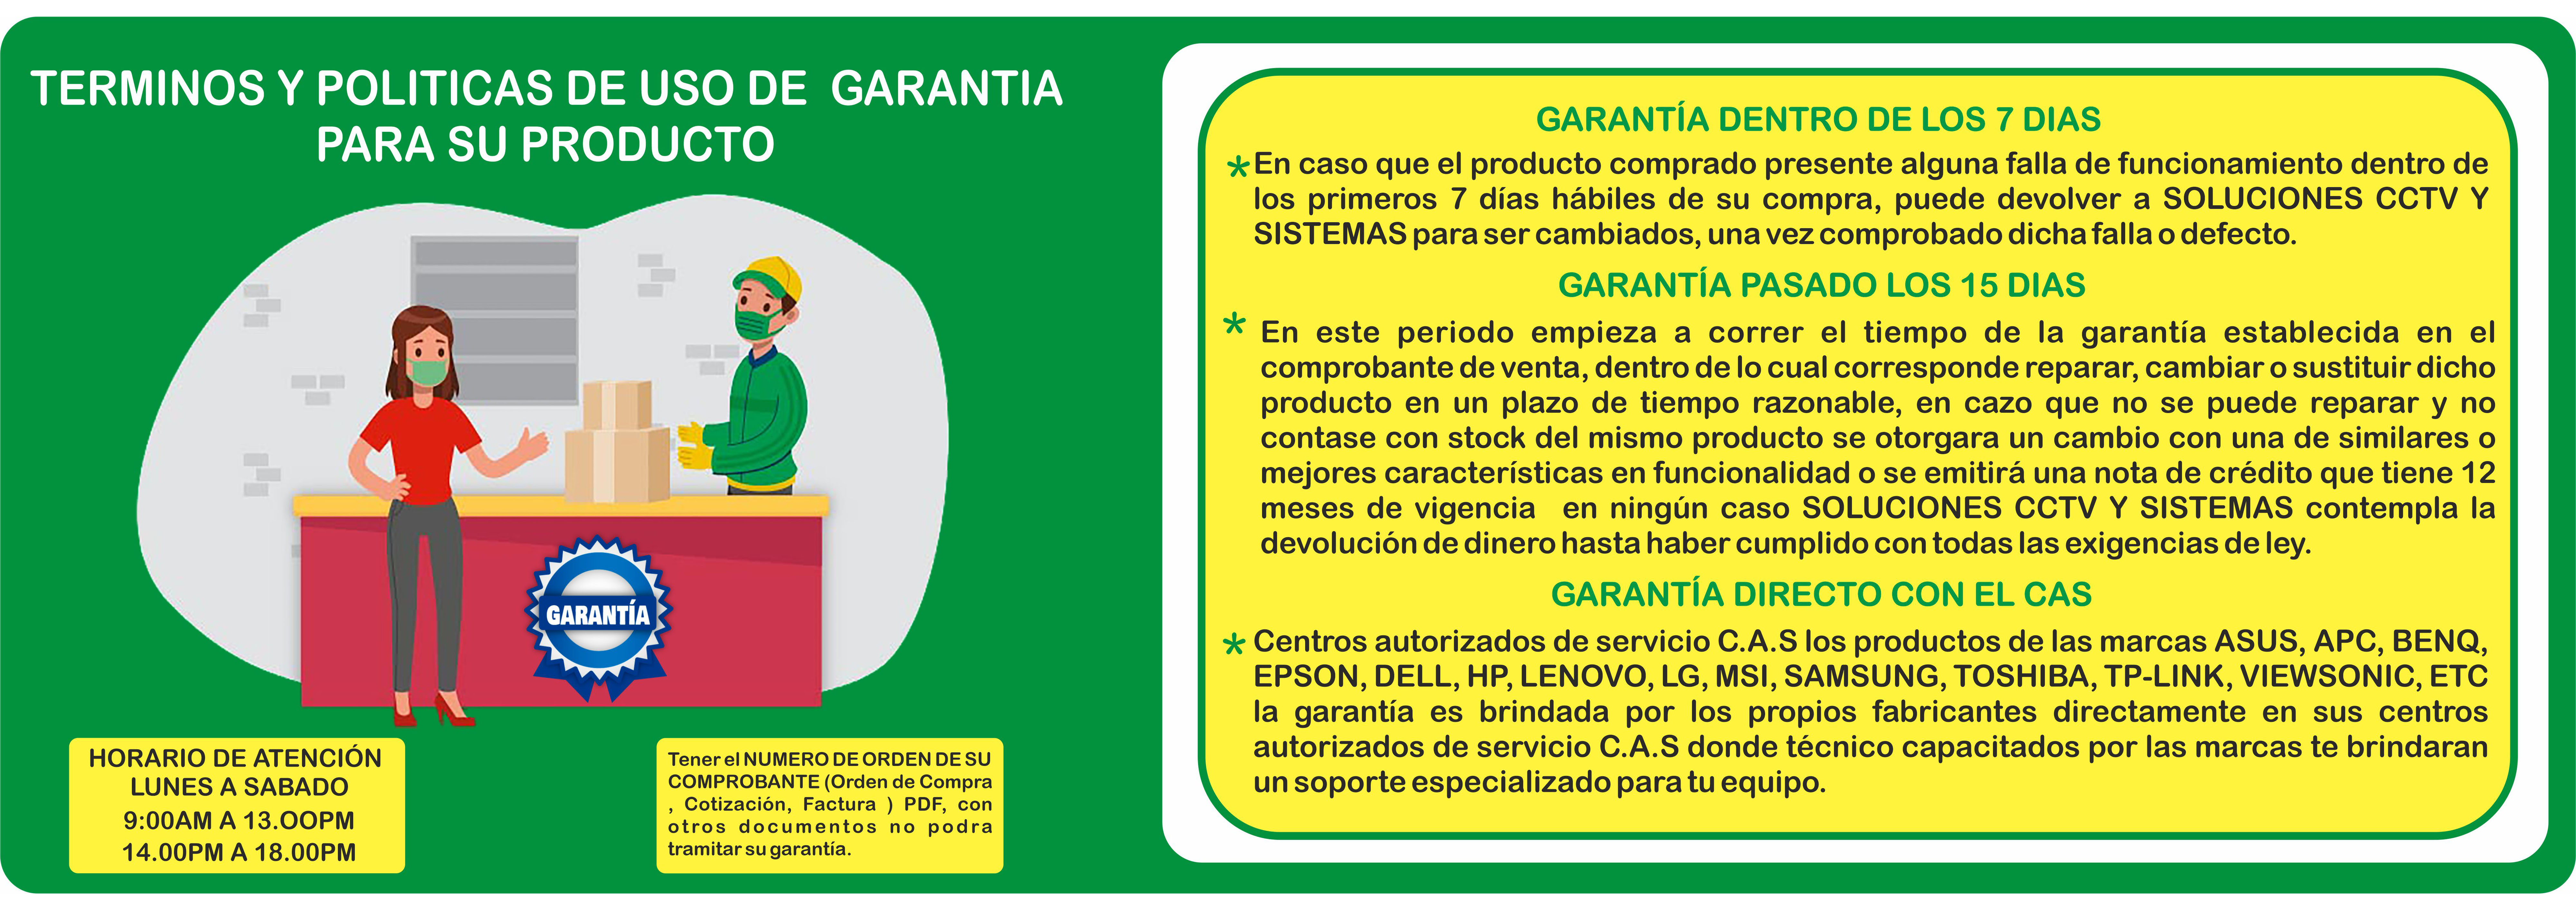 TERMINOS Y POLITICAS DE USO DE GARANTIA
PARA SU PRODUCTO
GARANTÍA
HORARIO DE ATENCIÓN
LUNES A SABADO
9:00AM A 13.OOPM
14.00PM A 18.00PM
Tener el NUMERO DE ORDEN DE SU
COMPROBANTE (Orden de Compra
, Cotización, Factura ) PDF, con
otros documentos no podra
tramitar su garantía.
GARANTÍA DENTRO DE LOS 7 DIAS
* En caso que el producto comprado presente alguna falla de funcionamiento dentro de
los primeros 7 días hábiles de su compra, puede devolver a SOLUCIONES CCTV Y
SISTEMAS para ser cambiados, una vez comprobado dicha falla o defecto.
GARANTÍA PASADO LOS 15 DIAS
* En este periodo empieza a correr el tiempo de la garantía establecida en el
comprobante de venta, dentro de lo cual corresponde reparar, cambiar o sustituir dicho
producto en un plazo de tiempo razonable, en cazo que no se puede reparar y no
contase con stock del mismo producto se otorgara un cambio con una de similares o
mejores características en funcionalidad o se emitirá una nota de crédito que tiene 12
meses de vigencia en ningún caso SOLUCIONES CCTV Y SISTEMAS contempla la
devolución de dinero hasta haber cumplido con todas las exigencias de ley.
GARANTÍA DIRECTO CON EL CAS
* Centros autorizados de servicio C.A.S los productos de las marcas ASUS, APC, BENQ,
EPSON, DELL, HP, LENOVO, LG, MSI, SAMSUNG, TOSHIBA, TP-LINK, VIEWSONIC, ETC
la garantía es brindada por los propios fabricantes directamente en sus centros
autorizados de servicio C.A.S donde técnico capacitados por las marcas te brindaran
un soporte especializado para tu equipo.